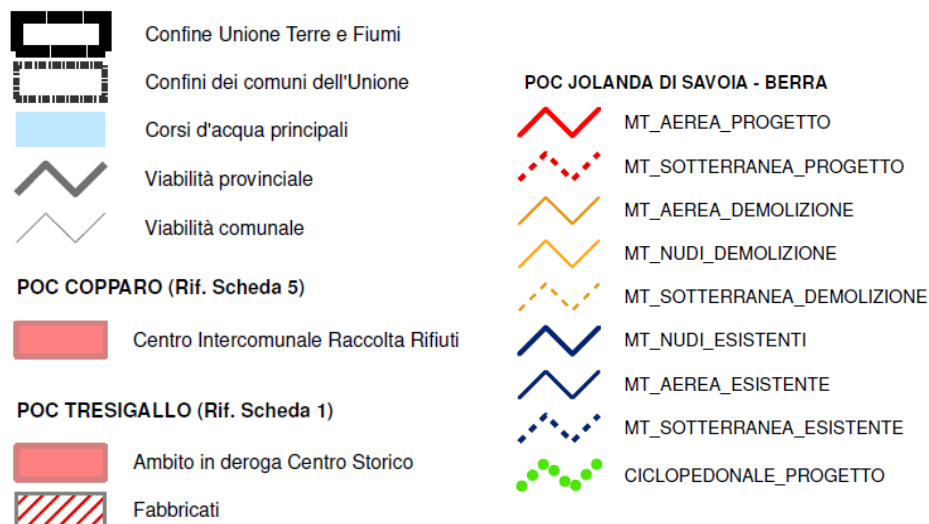 Confine Unione Terre e Fiumi
Confini dei comuni dell'Unione
Corsi d'acqua principali
Viabilità provinciale
Viabilità comunale
POC COPPARO (Rif. Scheda 5)
Centro Intercomunale Raccolta Rifiuti
POC TRESIGALLO (Rif. Scheda 1)
Ambito in deroga Centro Storico
Fabbricati
POC JOLANDA DI SAVOIA - BERRA
MT_AEREA_PROGETTO
MT_SOTTERRANEA_PROGETTO
MT_AEREA_DEMOLIZIONE
MT_NUDI_DEMOLIZIONE
MT_SOTTERRANEA_DEMOLIZIONE
MT_NUDI_ESISTENTI
MT_AEREA_ESISTENTE
MT_SOTTERRANEA_ESISTENTE
CICLOPEDONALE_PROGETTO